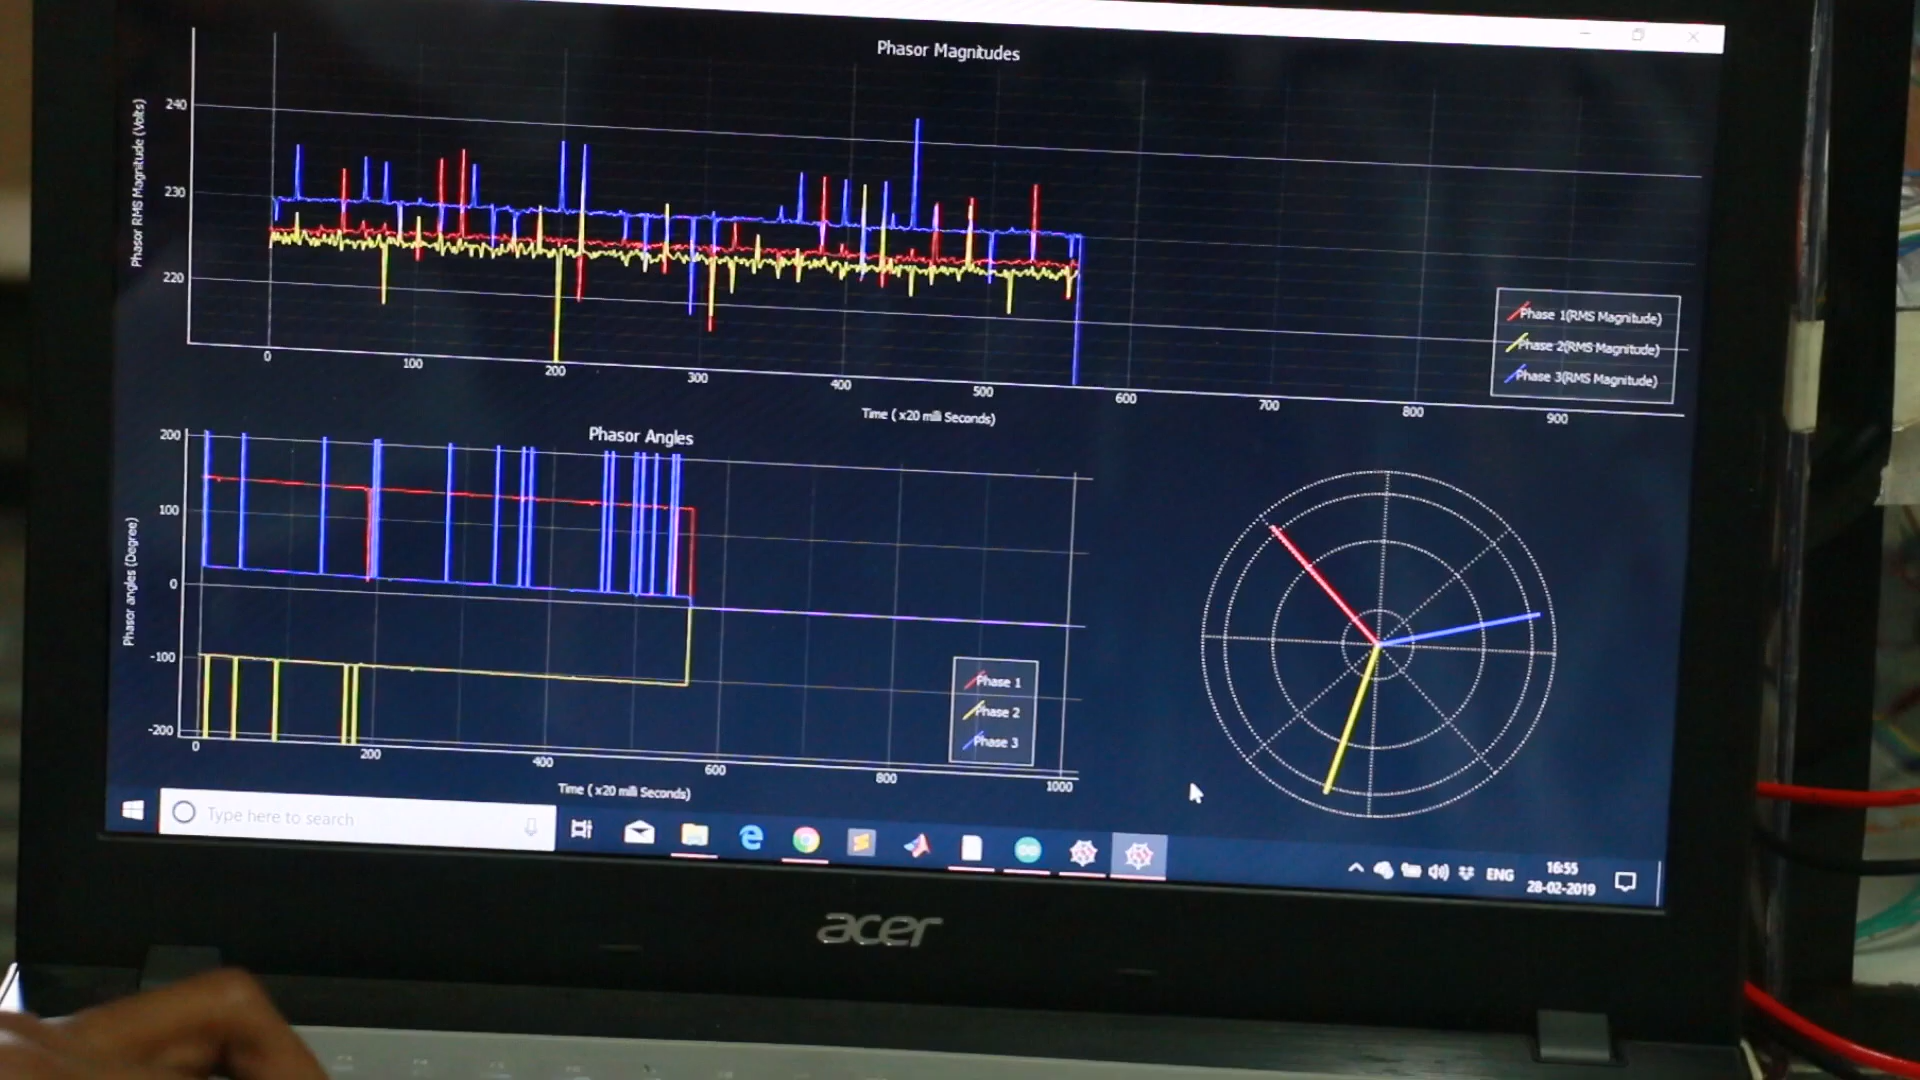 Phasor Magnitudes
Phasor RMS Magnitude (Volts)
240
230
220
0 100 200 300 400 500 600 700 800 900
Time ( x20 milli Seconds)
Phase 1(RMS Magnitude)
Phase 2(RMS Magnitude)
Phase 3(RMS Magnitude)
Phasor Angles
Phasor angles (Degree)
200
100
0
-100
-200
0 200 400 600 800 1000
Time ( x20 milli Seconds)
Phase 1
Phase 2
Phase 3
Type here to search
ENG
16:55
28-02-2019
acer